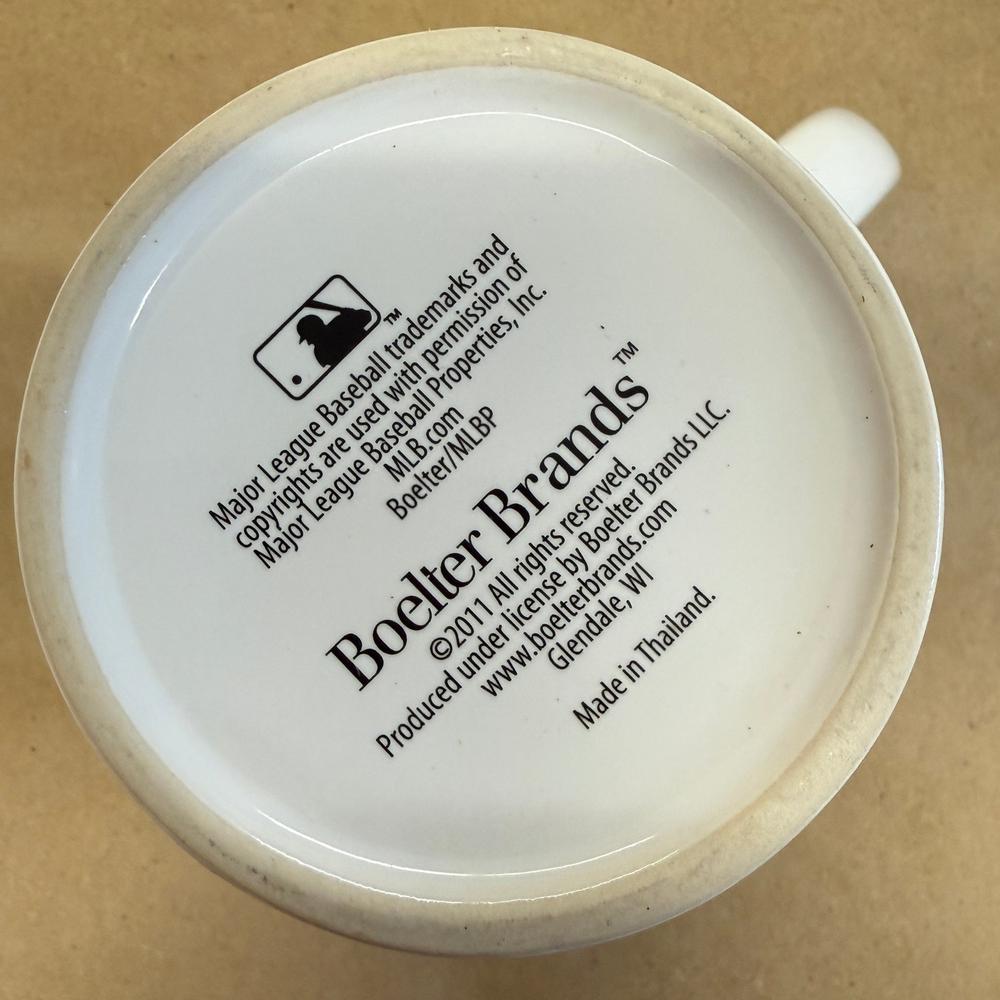 ™
Major League Baseball trademarks and
copyrights are used with permission of
Major League Baseball Properties, Inc.
MLB.com
Boelter/MLBP
Boelter Brands™
©2011 All rights reserved.
Produced under license by Boelter Brands LLC.
www.boelterbrands.com
Glendale, WI
Made in Thailand.